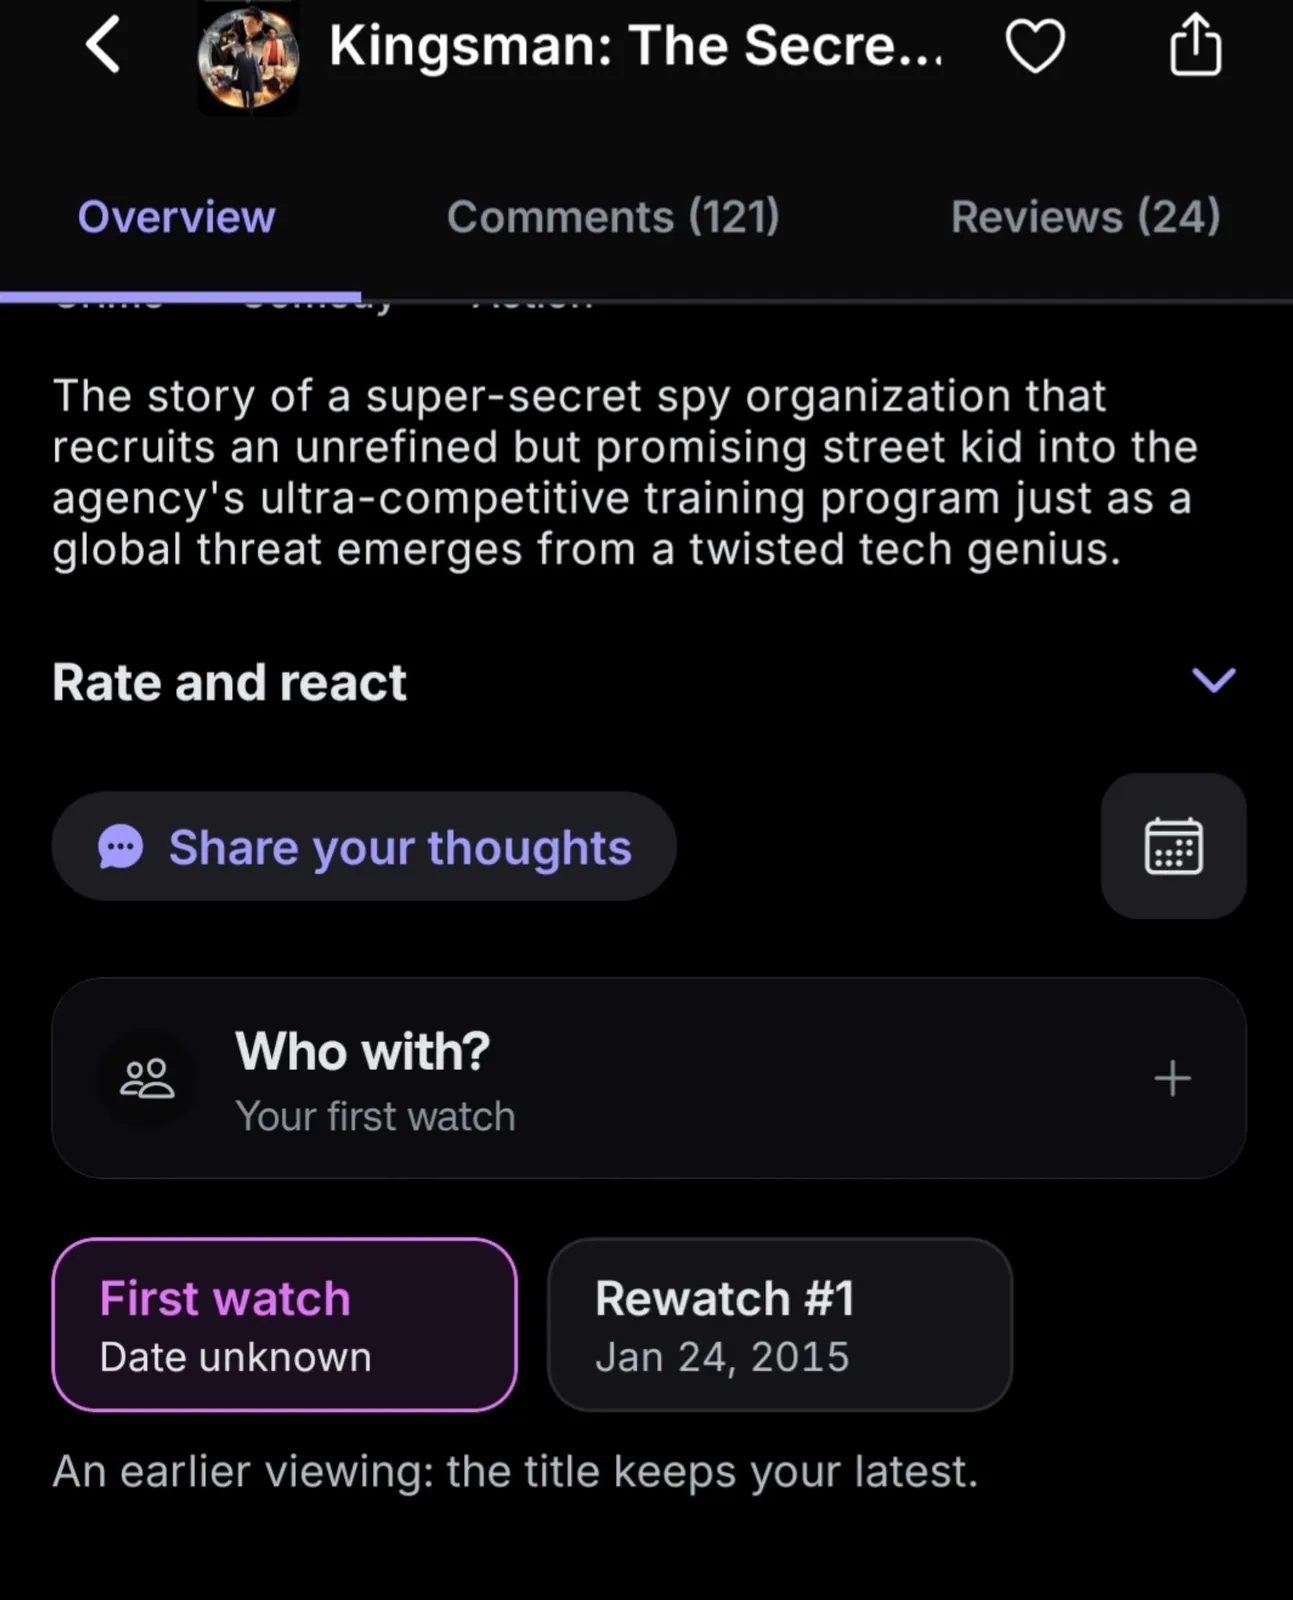 Kingsman: The Secre...
Overview
Comments (121)
Reviews (24)
The story of a super-secret spy organization that
recruits an unrefined but promising street kid into the
agency's ultra-competitive training program just as a
global threat emerges from a twisted tech genius.
Rate and react
Share your thoughts
Who with?
Your first watch
First watch
Date unknown
Rewatch #1
Jan 24, 2015
An earlier viewing: the title keeps your latest.